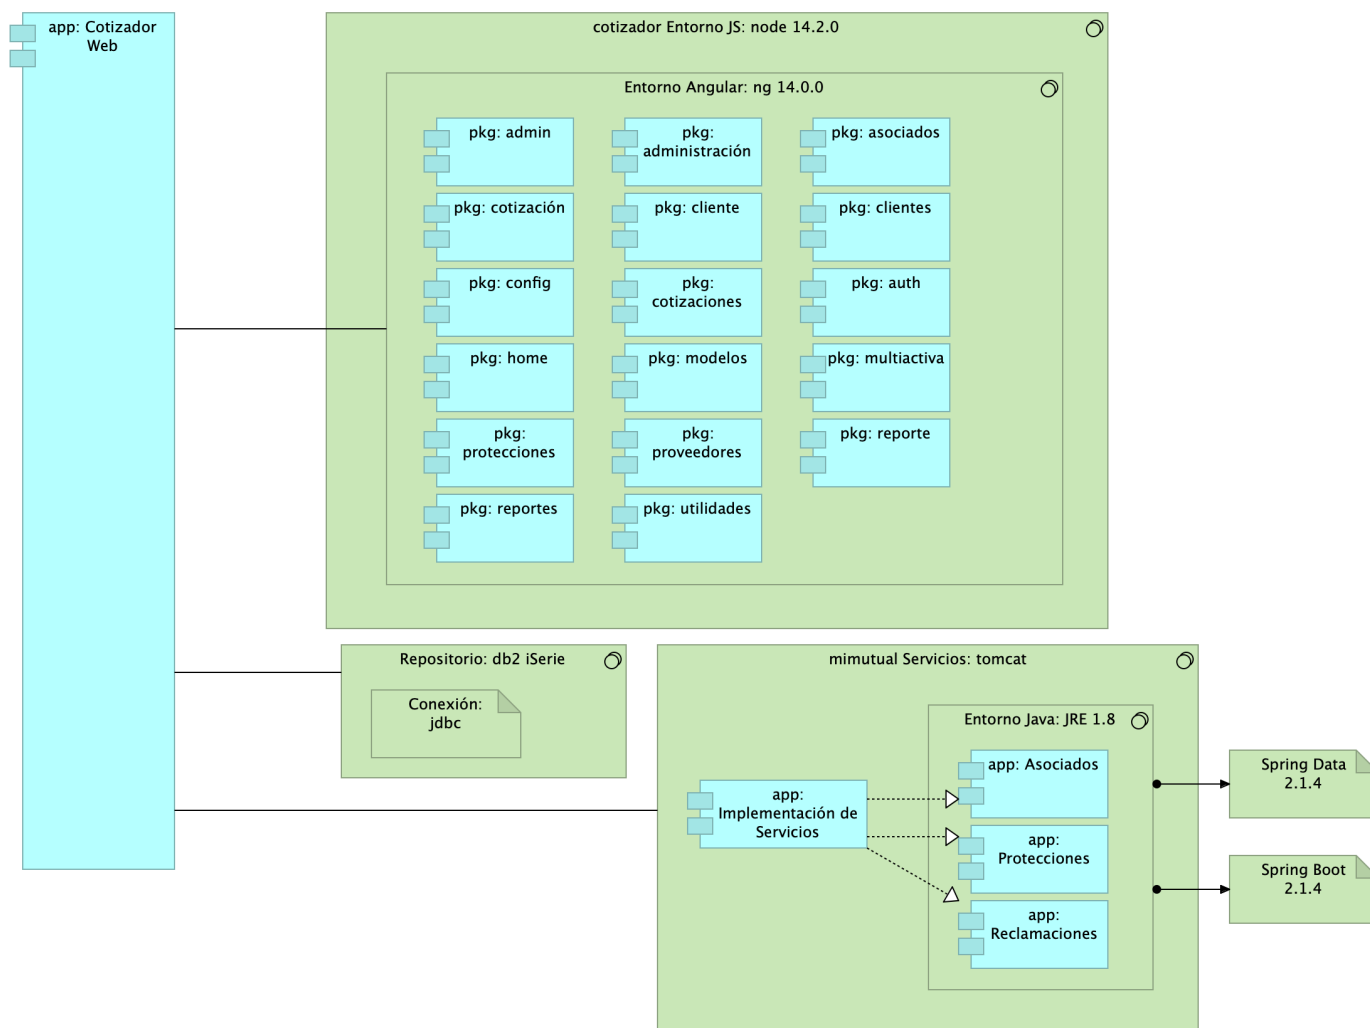 app: Cotizador
Web
cotizador Entorno JS: node 14.2.0
Entorno Angular: ng 14.0.0
pkg: admin
pkg:
administración
pkg: asociados
pkg: cotización
pkg: cliente
pkg: clientes
pkg: config
pkg:
cotizaciones
pkg: auth
pkg: home
pkg: modelos
pkg: multiactiva
pkg:
protecciones
pkg:
proveedores
pkg: reporte
pkg: reportes
pkg: utilidades
Repositorio: db2 iSerie
Conexión:
jdbc
mimutual Servicios: tomcat
Entorno Java: JRE 1.8
app:
Implementación de
Servicios
app: Asociados
app:
Protecciones
app:
Reclamaciones
Spring Data
2.1.4
Spring Boot
2.1.4